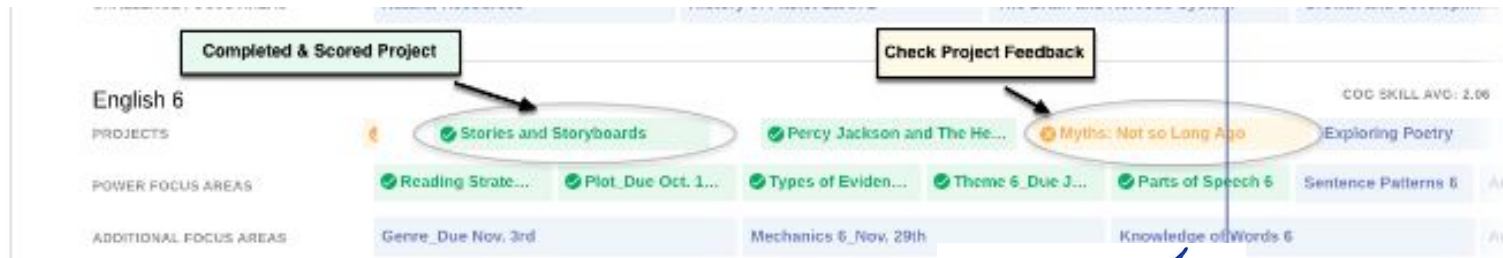 Completed & Scored Project
Check Project Feedback
English 6
COG SKILL AVG: 2.06
PROJECTS
Stories and Storyboards
Percy Jackson and The He...
Myths: Not so Long Ago
Exploring Poetry
POWER FOCUS AREAS
Reading Strate...
Plot_Due Oct. 1...
Types of Eviden...
Theme 6_Due J...
Parts of Speech 6
Sentence Patterns 6
ADDITIONAL FOCUS AREAS
Genre_Due Nov. 3rd
Mechanics 6_Nov. 29th
Knowledge of Words 6